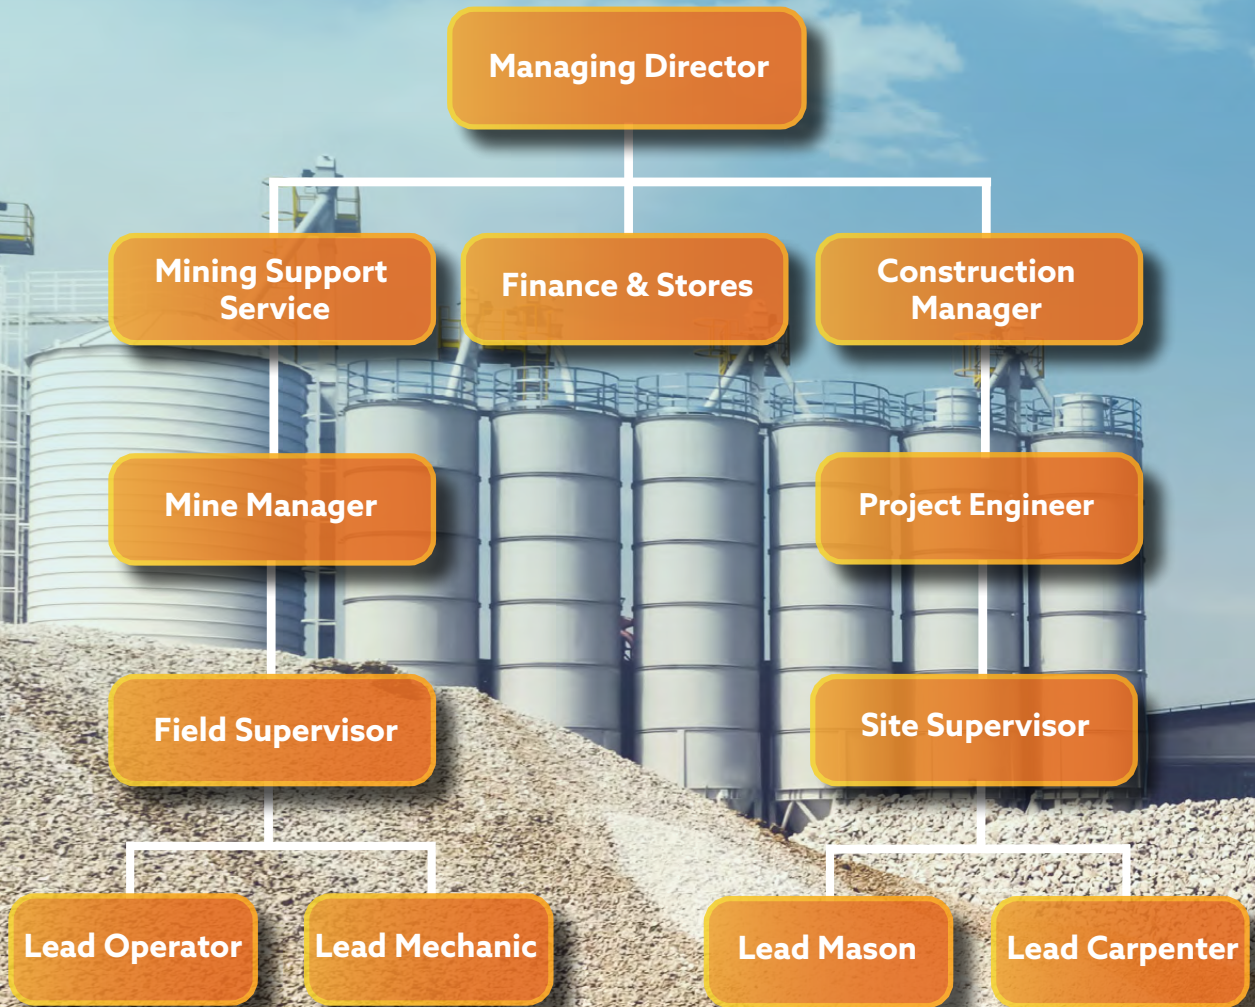 Managing Director
Mining Support
Service
Finance & Stores
Construction
Manager
Mine Manager
Project Engineer
Field Supervisor
Site Supervisor
Lead Operator
Lead Mechanic
Lead Mason
Lead Carpenter